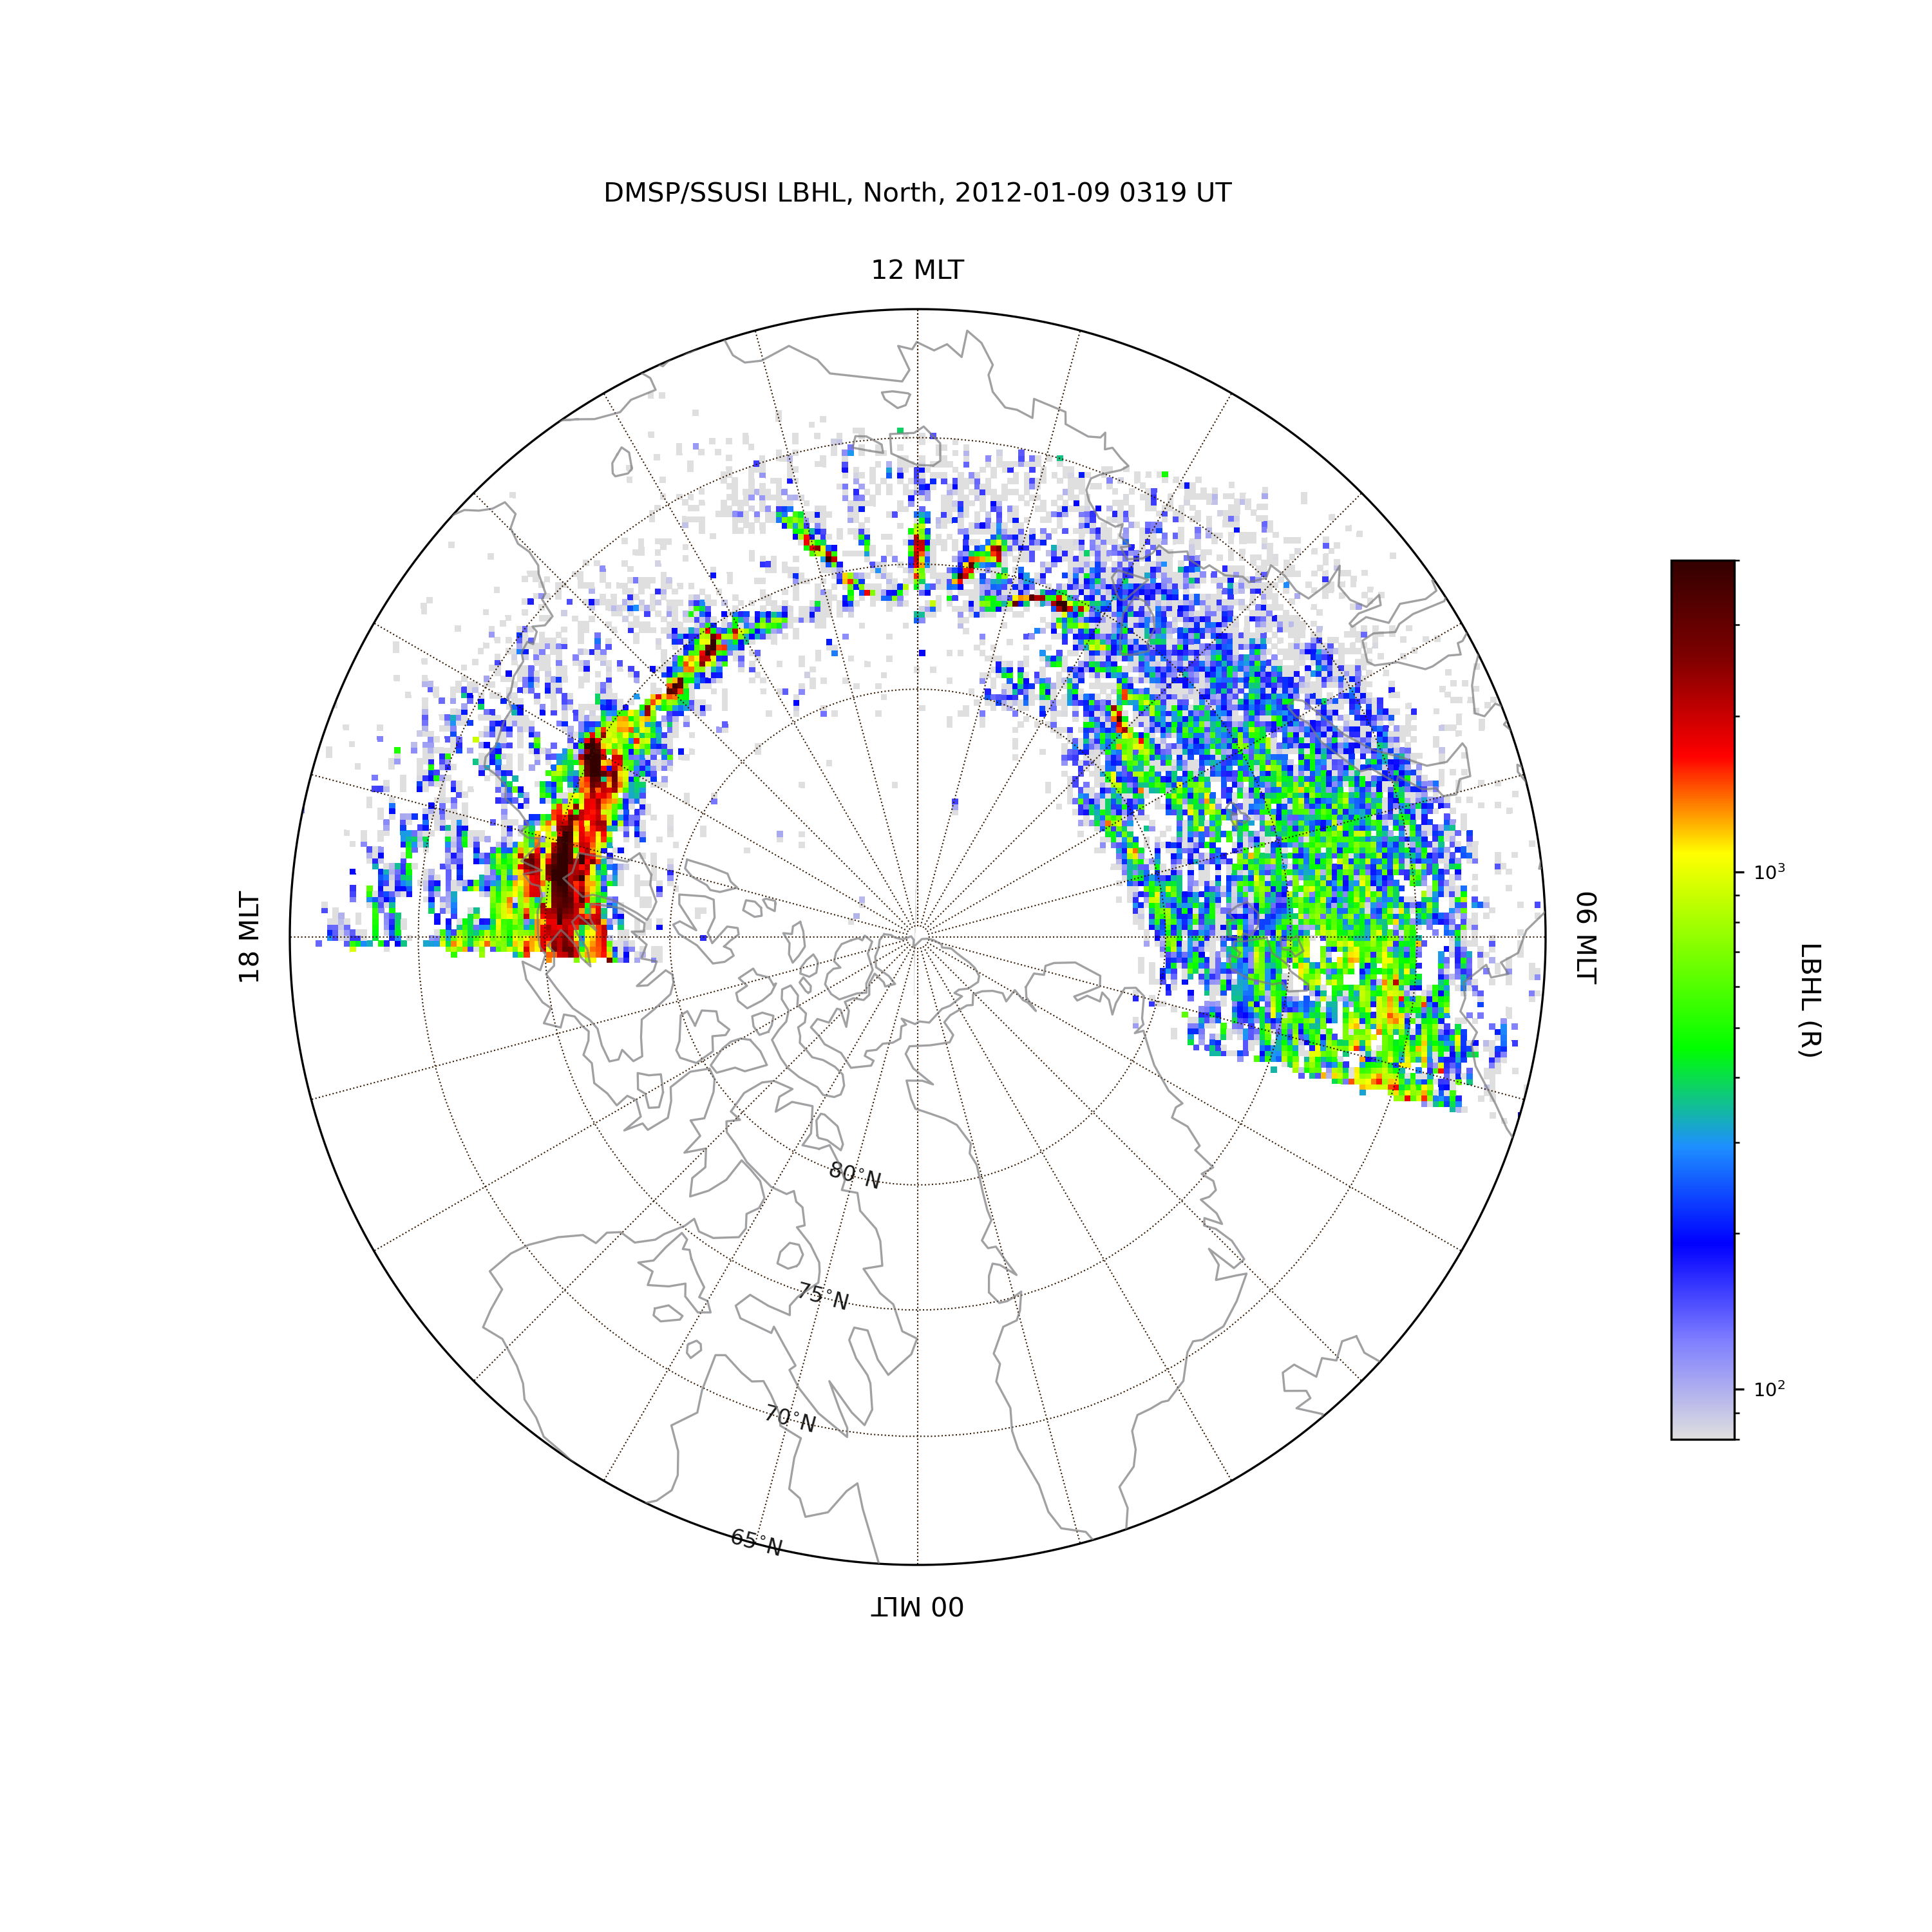 DMSP/SSUSI LBHL, North, 2012-01-09 0319 UT
12 MLT
18 MLT
06 MLT
10³
LBHL (R)
80°N
75°N
10²
70°N
65°N
00 MLT